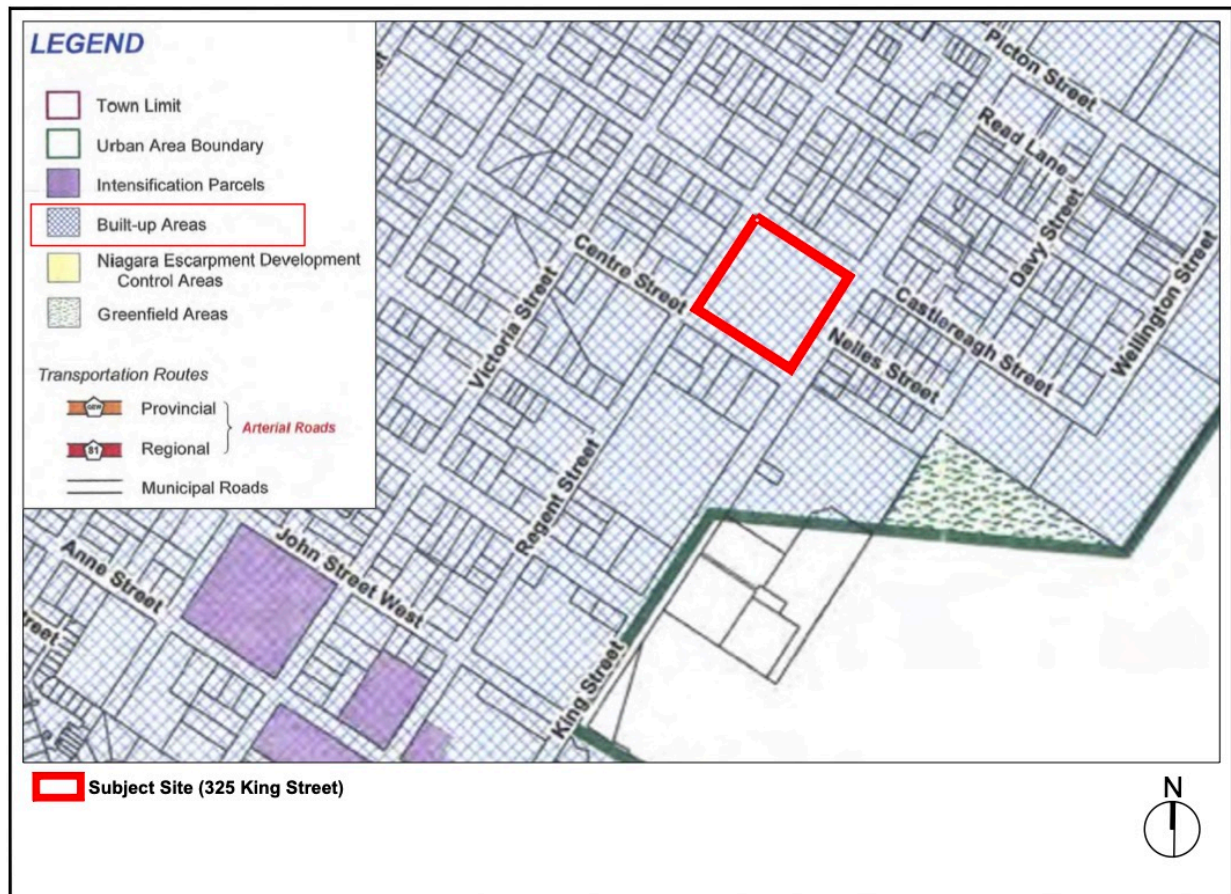 LEGEND
Town Limit
Urban Area Boundary
Intensification Parcels
Built-up Areas
Niagara Escarpment Development
Control Areas
Greenfield Areas
Transportation Routes
QEW
Provincial
Arterial Roads
81
Regional
Municipal Roads
Picton Street
Read Lane
Davy Street
Wellington Street
Centre Street
Castlereagh Street
Victoria Street
Nelles Street
Regent Street
John Street West
Anne Street
King Street
Subject Site (325 King Street)
N